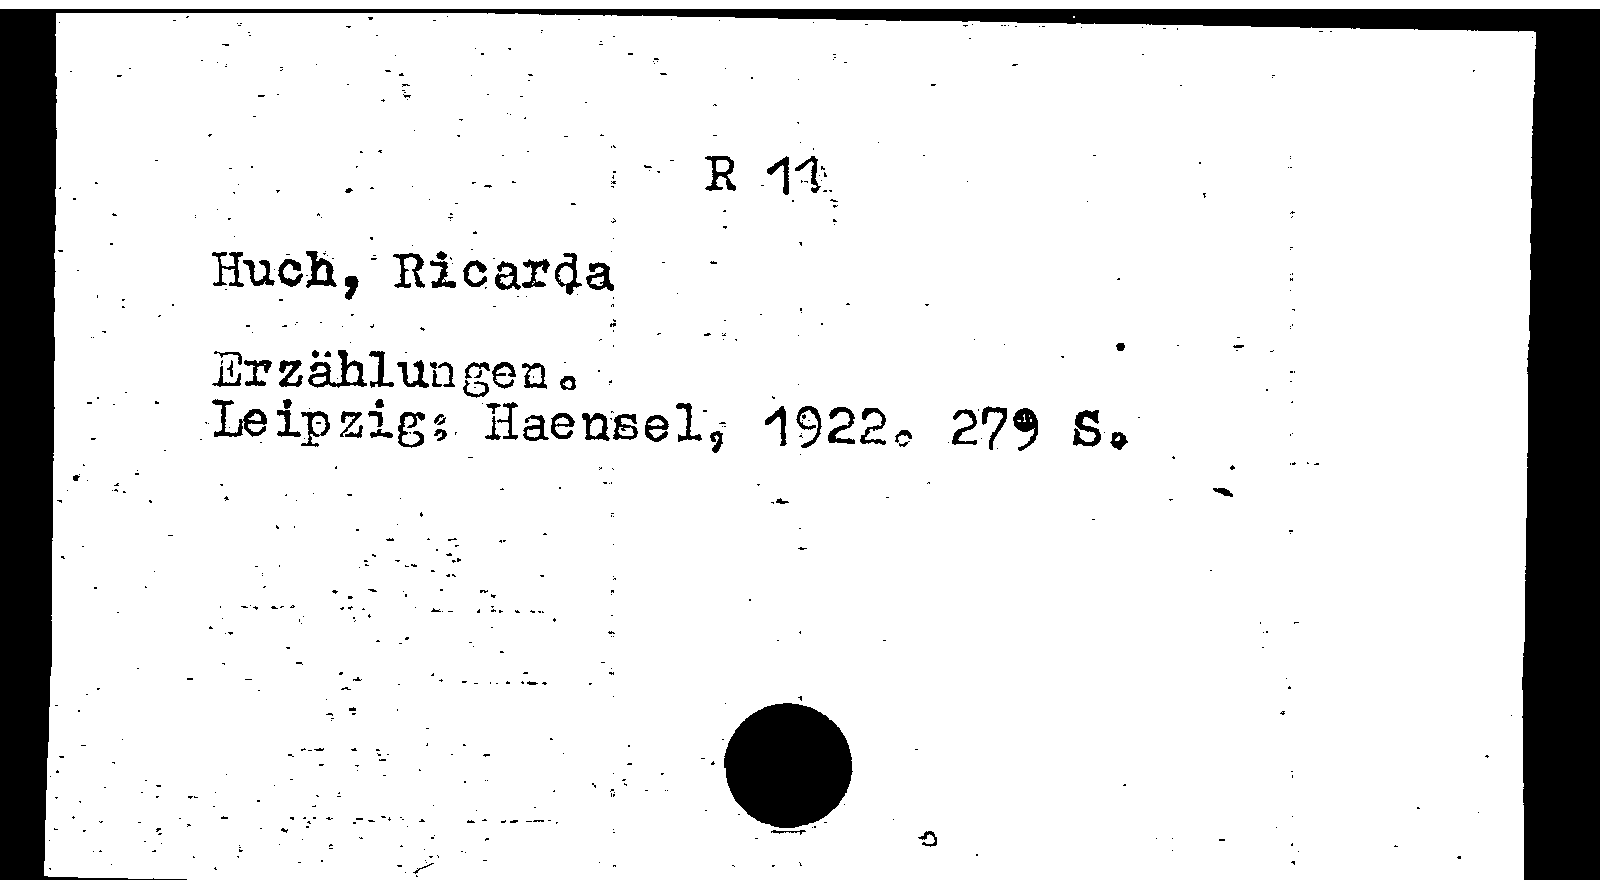 R 11
Huch, Ricarda
Erzählungen.
Leipzig: Haensel, 1922. 279 S.